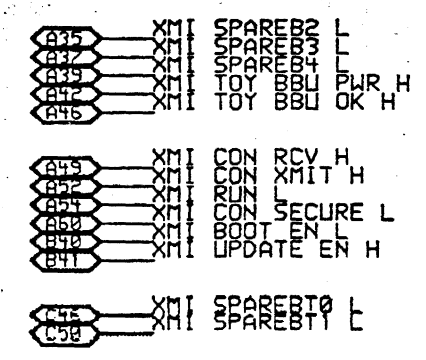 A35 XMI SPAREB2 L
A37 XMI SPAREB3 L
A39 XMI SPAREB4 L
A42 XMI TOY BBU PWR H
A46 XMI TOY BBU OK H
A49 XMI CON RCV H
A52 XMI CON XMIT H
A54 XMI RUN L
A60 XMI CON SECURE L
B40 XMI BOOT EN L
B41 XMI UPDATE EN H
C46 XMI SPAREBT0 L
C50 XMI SPAREBT1 L